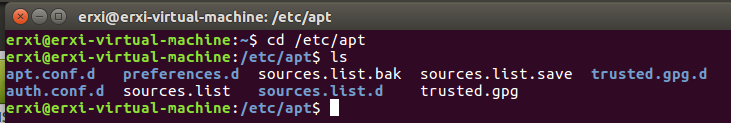 erxi@erxi-virtual-machine: /etc/apt
erxi@erxi-virtual-machine:~$ cd /etc/apt
erxi@erxi-virtual-machine:/etc/apt$ ls
apt.conf.d preferences.d sources.list.bak sources.list.save trusted.gpg.d
auth.conf.d sources.list sources.list.d trusted.gpg
erxi@erxi-virtual-machine:/etc/apt$